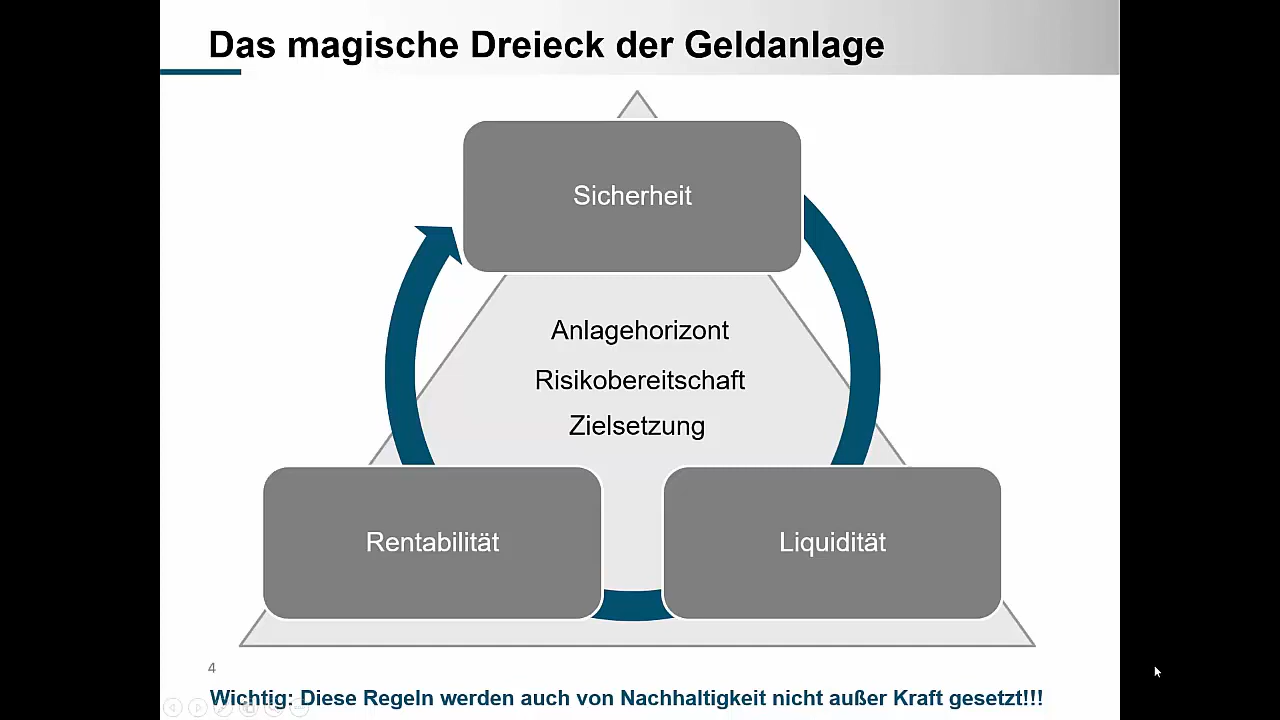 Das magische Dreieck der Geldanlage
Sicherheit
Anlagehorizont
Risikobereitschaft
Zielsetzung
Rentabilität
Liquidität
4
Wichtig: Diese Regeln werden auch von Nachhaltigkeit nicht außer Kraft gesetzt!!!